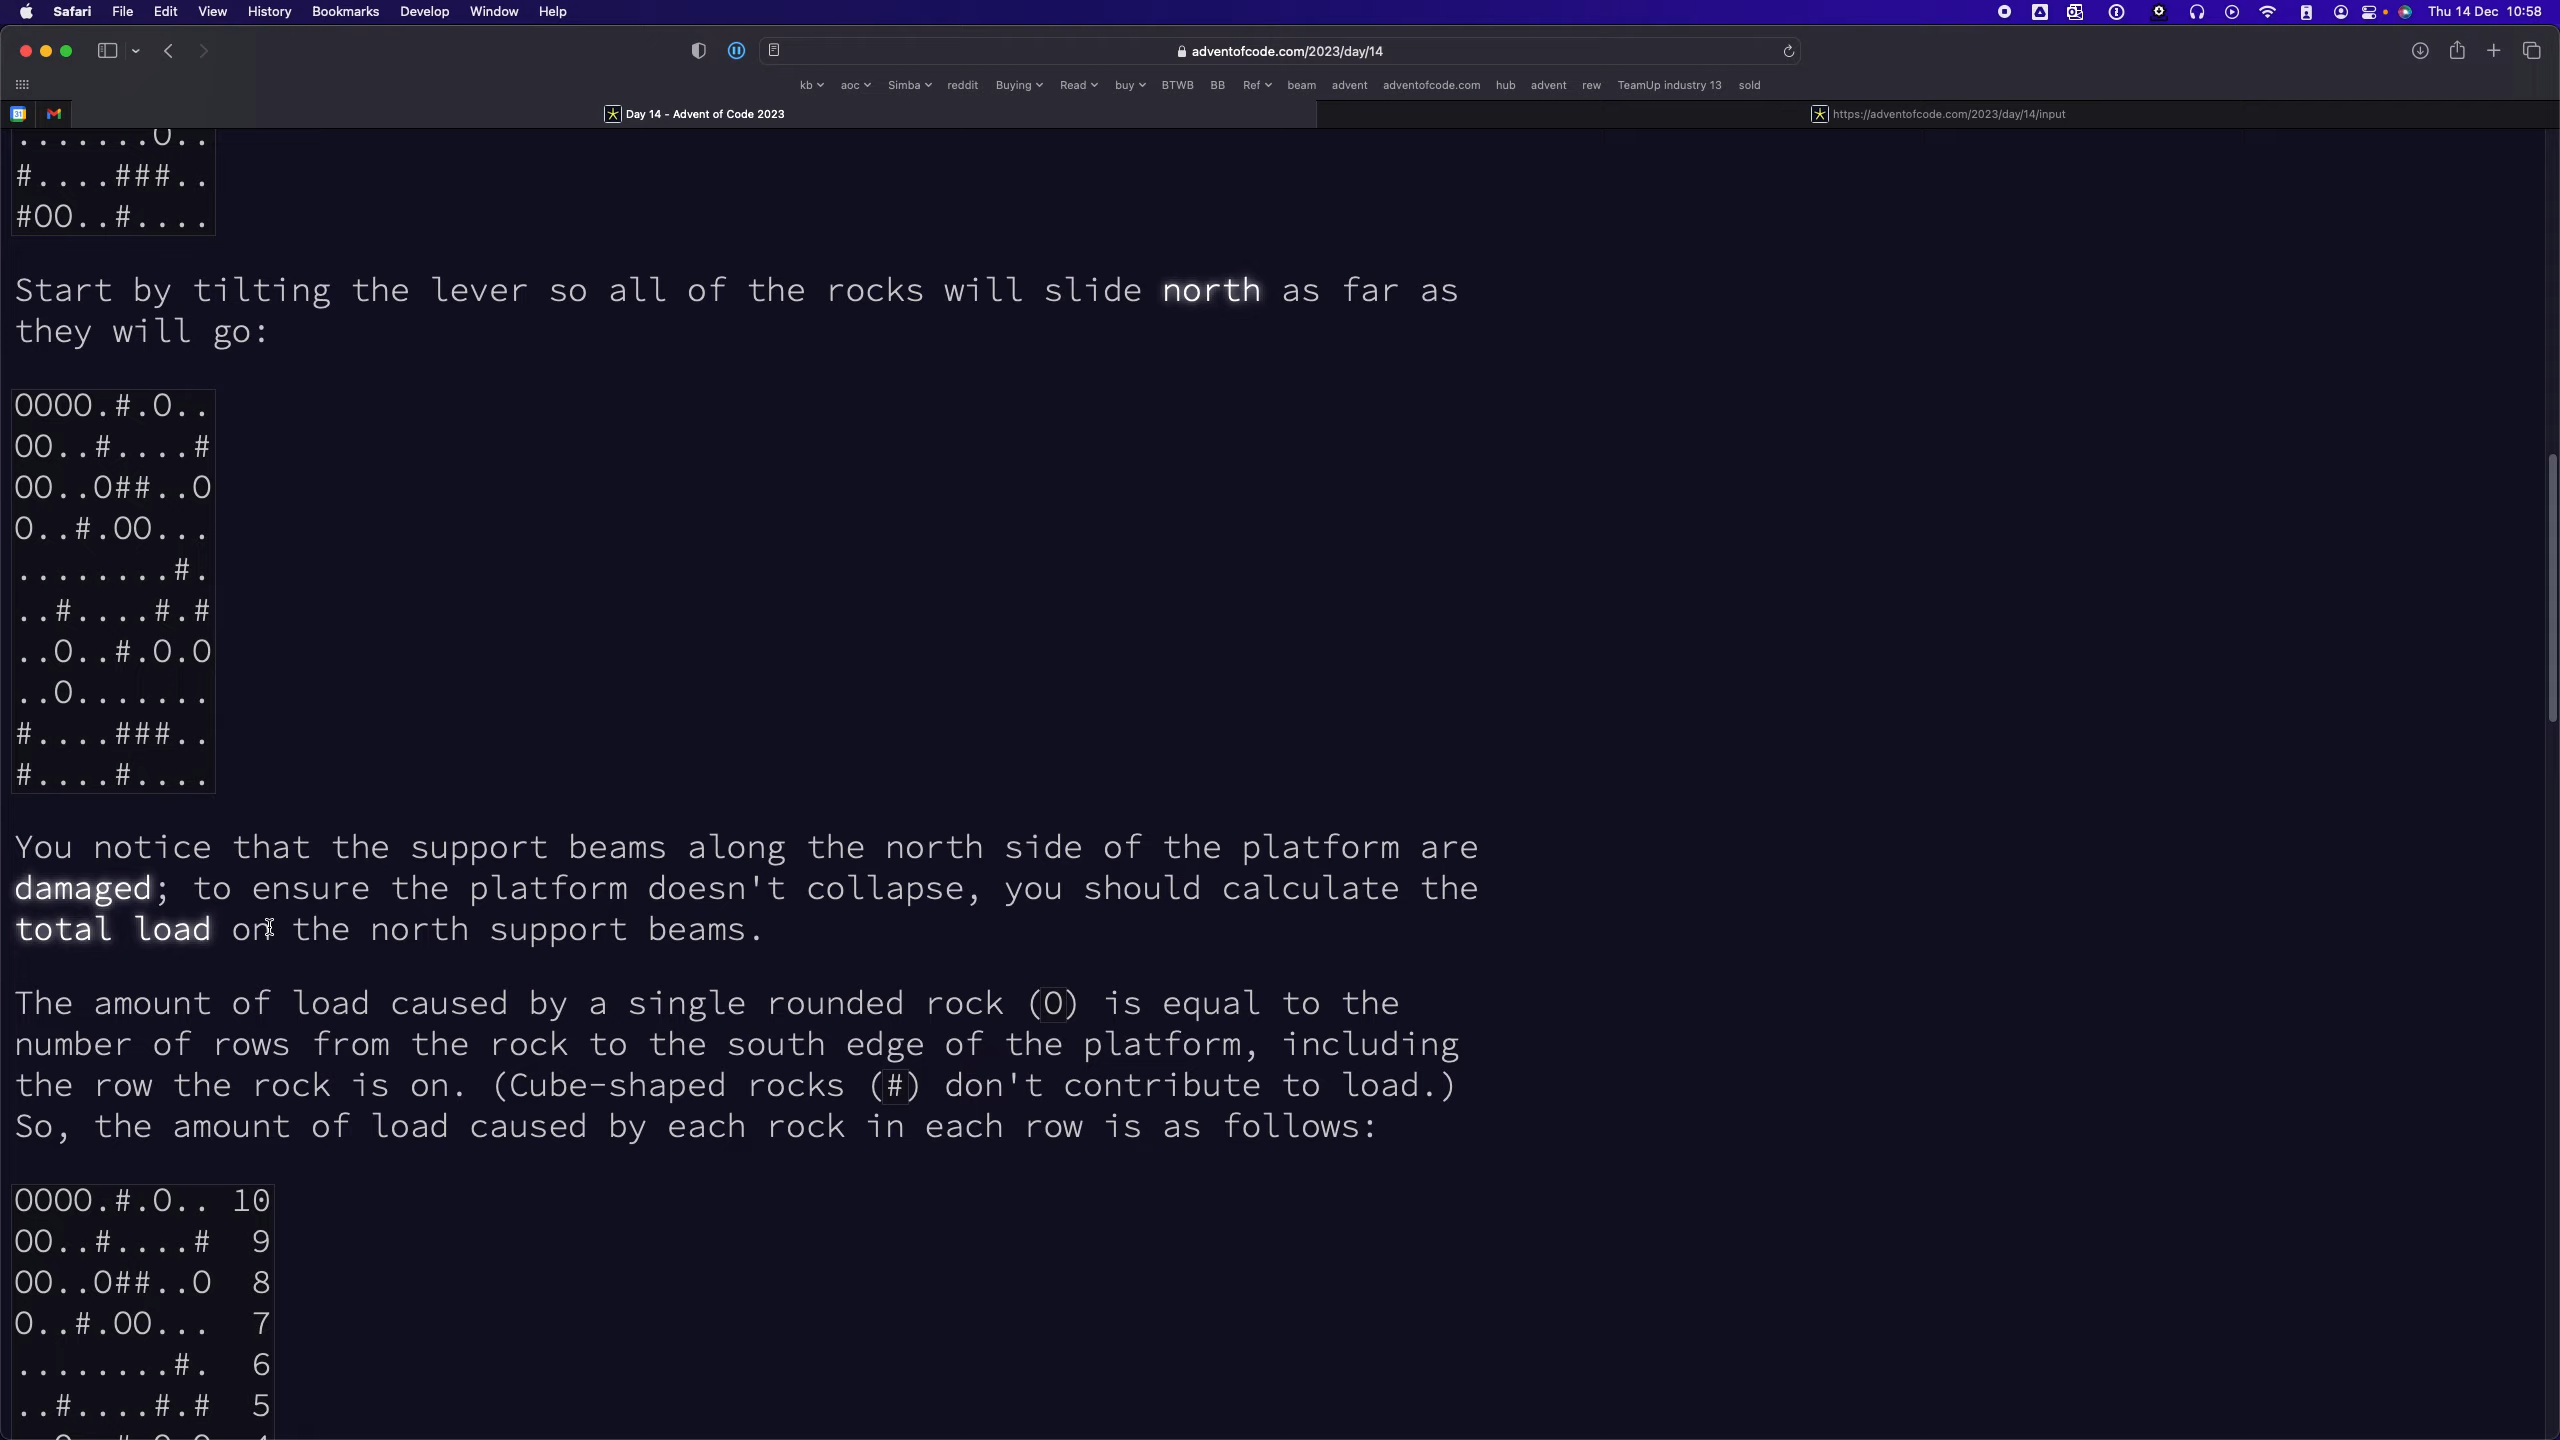 Safari File Edit View History Bookmarks Develop Window Help Thu 14 Dec 10:58
adventofcode.com/2023/day/14
kb aoc Simba reddit Buying Read buy BTWB BB Ref beam advent adventofcode.com hub advent rew TeamUp industry 13 sold
31 Day 14 - Advent of Code 2023 https://adventofcode.com/2023/day/14/input
.......O..
#....###..
#OO..#....
Start by tilting the lever so all of the rocks will slide north as far as
they will go:
OOOO.#.O..
OO..#....#
OO..O##..O
O..#.OO...
........#.
..#....#.#
..O..#.O.O
..O.......
#....###..
#....#....
You notice that the support beams along the north side of the platform are
damaged; to ensure the platform doesn't collapse, you should calculate the
total load on the north support beams.
The amount of load caused by a single rounded rock (O) is equal to the
number of rows from the rock to the south edge of the platform, including
the row the rock is on. (Cube-shaped rocks (#) don't contribute to load.)
So, the amount of load caused by each rock in each row is as follows:
OOOO.#.O.. 10
OO..#....# 9
OO..O##..O 8
O..#.OO... 7
........#. 6
..#....#.# 5